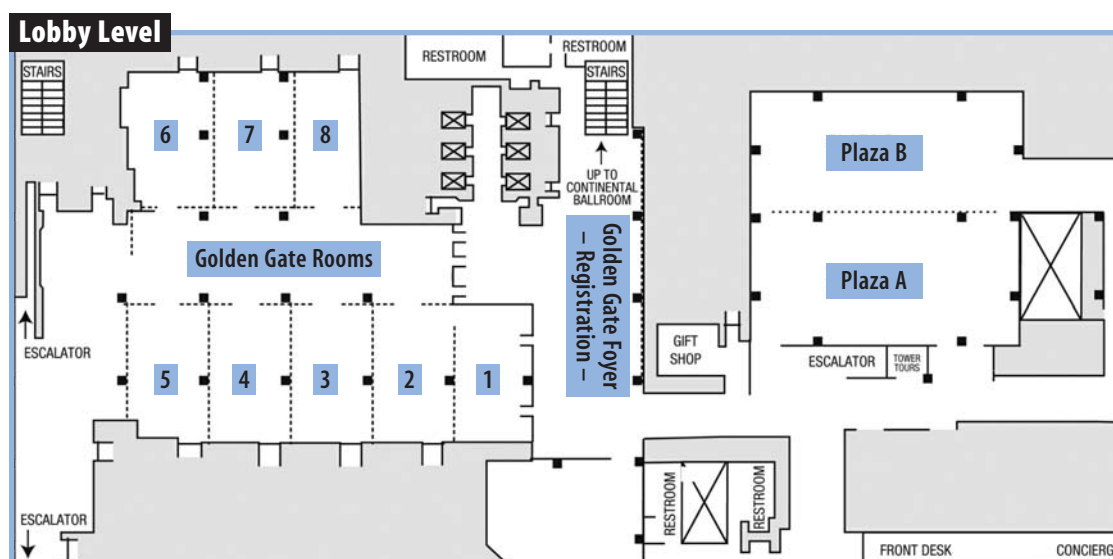 Lobby Level
RESTROOM
RESTROOM
STAIRS
STAIRS
6
7
8
UP TO
CONTINENTAL
BALLROOM
Plaza B
Golden Gate Rooms
Golden Gate Foyer
– Registration –
Plaza A
ESCALATOR
GIFT
SHOP
ESCALATOR
TOWER
TOURS
5
4
3
2
1
RESTROOM
RESTROOM
ESCALATOR
FRONT DESK
CONCIERG